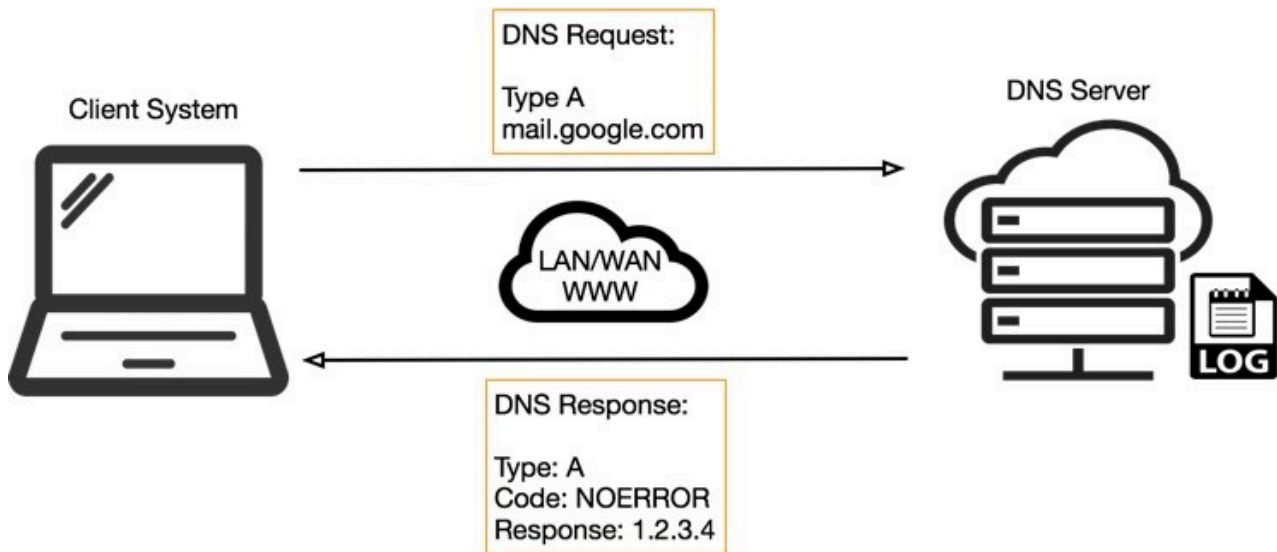 DNS Request:
Type A
mail.google.com
Client System
DNS Server
LAN/WAN
WWW
LOG
DNS Response:
Type: A
Code: NOERROR
Response: 1.2.3.4